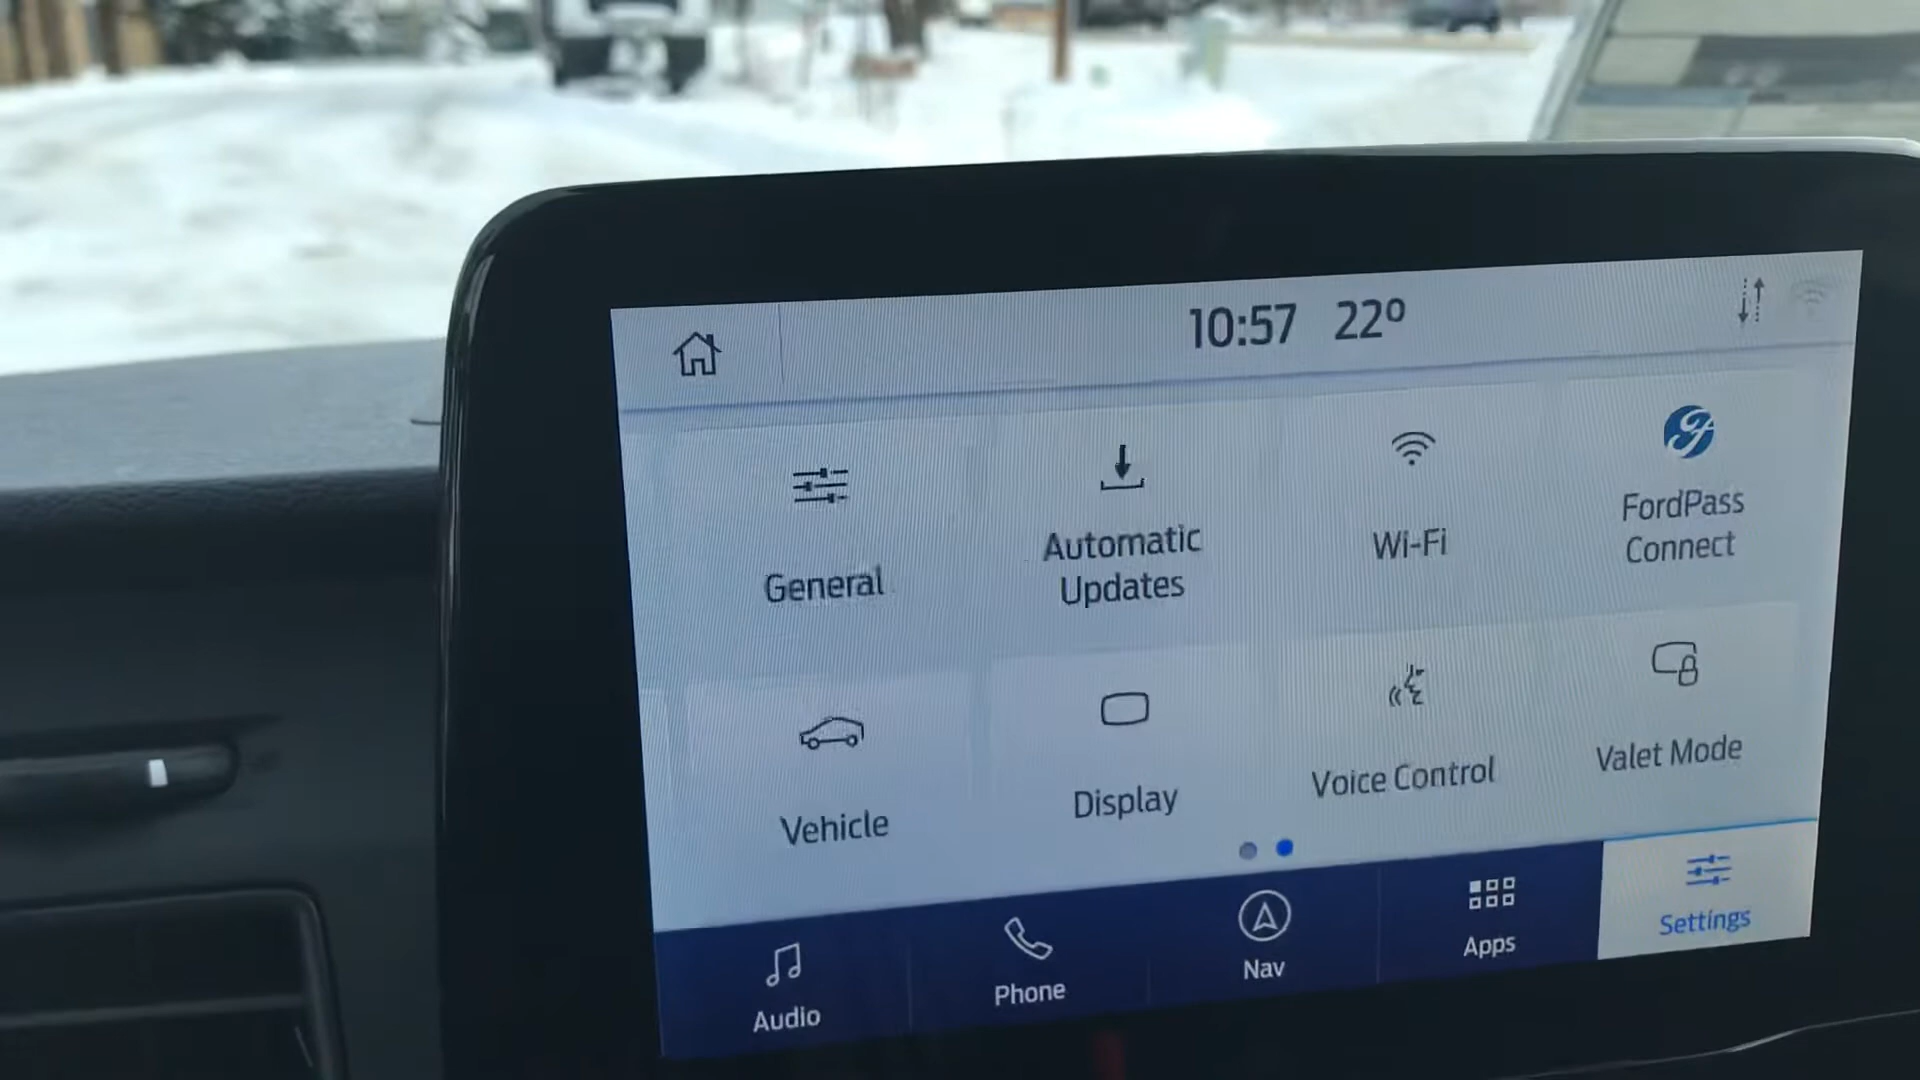 10:57 22º
General
Automatic
Updates
Wi-Fi
FordPass
Connect
Vehicle
Display
Voice Control
Valet Mode
Audio
Phone
Nav
Apps
Settings